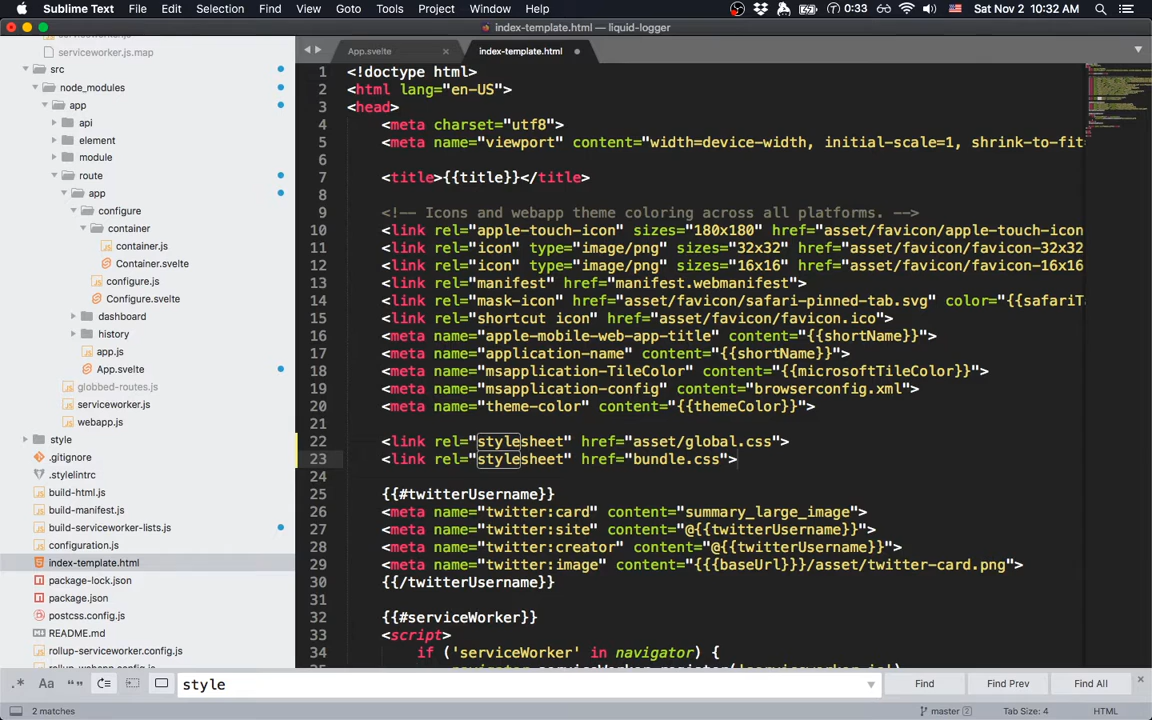 Sublime Text File Edit Selection Find View Goto Tools Project Window Help 0:33 Sat Nov 2 10:32 AM
index-template.html — liquid-logger
serviceworker.js
serviceworker.js.map
src
node_modules
app
api
element
module
route
app
configure
container
container.js
Container.svelte
configure.js
Configure.svelte
dashboard
history
app.js
App.svelte
globbed-routes.js
serviceworker.js
webapp.js
style
.gitignore
.stylelintrc
build-html.js
build-manifest.js
build-serviceworker-lists.js
configuration.js
index-template.html
package-lock.json
package.json
postcss.config.js
README.md
rollup-serviceworker.config.js
rollup-webapp.config.js
App.svelte × index-template.html
1 <!doctype html>
2 <html lang="en-US">
3 <head>
4 <meta charset="utf8">
5 <meta name="viewport" content="width=device-width, initial-scale=1, shrink-to-fit
6
7 <title>{{title}}</title>
8
9 <!-- Icons and webapp theme coloring across all platforms. -->
10 <link rel="apple-touch-icon" sizes="180x180" href="asset/favicon/apple-touch-icon
11 <link rel="icon" type="image/png" sizes="32x32" href="asset/favicon/favicon-32x32
12 <link rel="icon" type="image/png" sizes="16x16" href="asset/favicon/favicon-16x16
13 <link rel="manifest" href="manifest.webmanifest">
14 <link rel="mask-icon" href="asset/favicon/safari-pinned-tab.svg" color="{{safariT
15 <link rel="shortcut icon" href="asset/favicon/favicon.ico">
16 <meta name="apple-mobile-web-app-title" content="{{shortName}}">
17 <meta name="application-name" content="{{shortName}}">
18 <meta name="msapplication-TileColor" content="{{microsoftTileColor}}">
19 <meta name="msapplication-config" content="browserconfig.xml">
20 <meta name="theme-color" content="{{themeColor}}">
21
22 <link rel="stylesheet" href="asset/global.css">
23 <link rel="stylesheet" href="bundle.css">
24
25 {{#twitterUsername}}
26 <meta name="twitter:card" content="summary_large_image">
27 <meta name="twitter:site" content="@{{twitterUsername}}">
28 <meta name="twitter:creator" content="@{{twitterUsername}}">
29 <meta name="twitter:image" content="{{{baseUrl}}}/asset/twitter-card.png">
30 {{/twitterUsername}}
31
32 {{#serviceWorker}}
33 <script>
34 if ('serviceWorker' in navigator) {
35 navigator.serviceWorker.register('serviceworker.js')
.* Aa “” style Find Find Prev Find All
2 matches master 2 Tab Size: 4 HTML